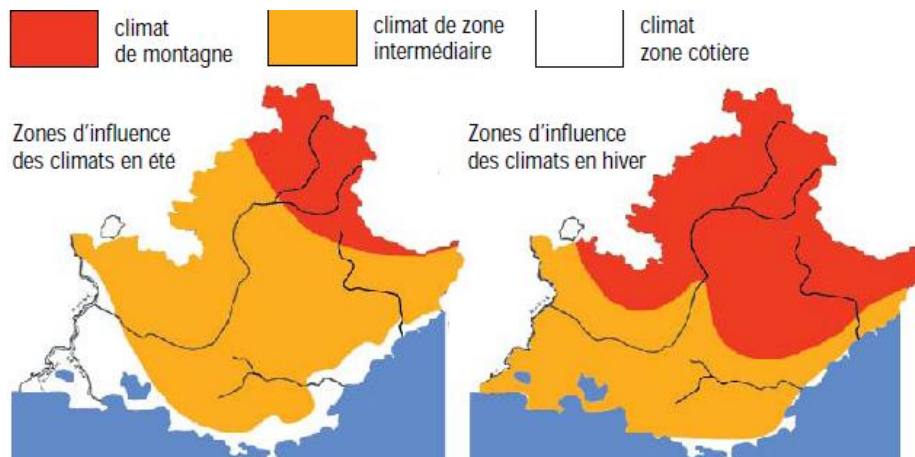 climat
de montagne
climat de zone
intermédiaire
climat
zone côtière
Zones d'influence
des climats en été
Zones d'influence
des climats en hiver